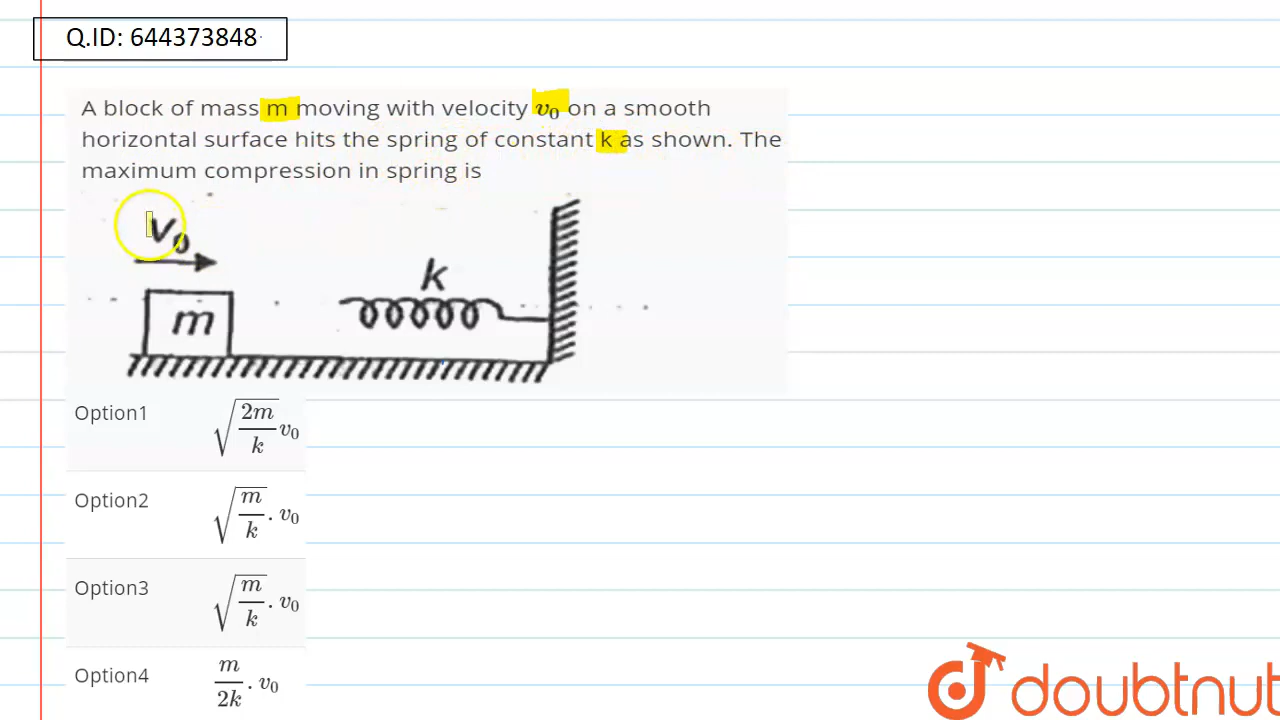 Q.ID: 644373848
A block of mass m moving with velocity v₀ on a smooth
horizontal surface hits the spring of constant k as shown. The
maximum compression in spring is
v₀
k
m
Option1 √(2m/k) v₀
Option2 √(m/k) . v₀
Option3 √(m/k) . v₀
Option4 m/2k . v₀
doubtnut